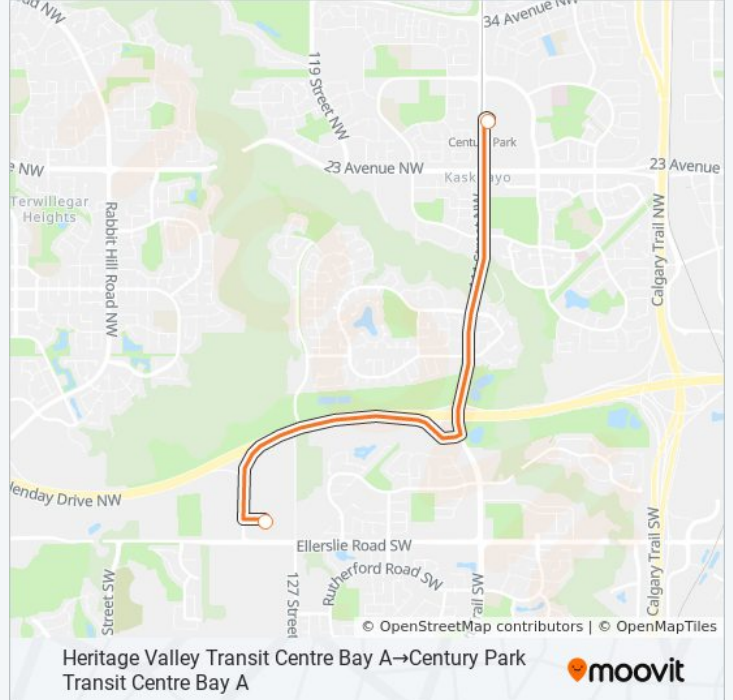 34 Avenue NW
119 Street NW
Century Park
23 Avenue NW
23 Avenue
NW
Terwillegar
Heights
Rabbit Hill Road NW
Calgary Trail NW
Drive NW
Ellerslie Road SW
Rutherford Road SW
Street SW
127 Street
SW
Calgary Trail SW
© OpenStreetMap contributors | © OpenMapTiles
Heritage Valley Transit Centre Bay A→Century Park
Transit Centre Bay A
moovit